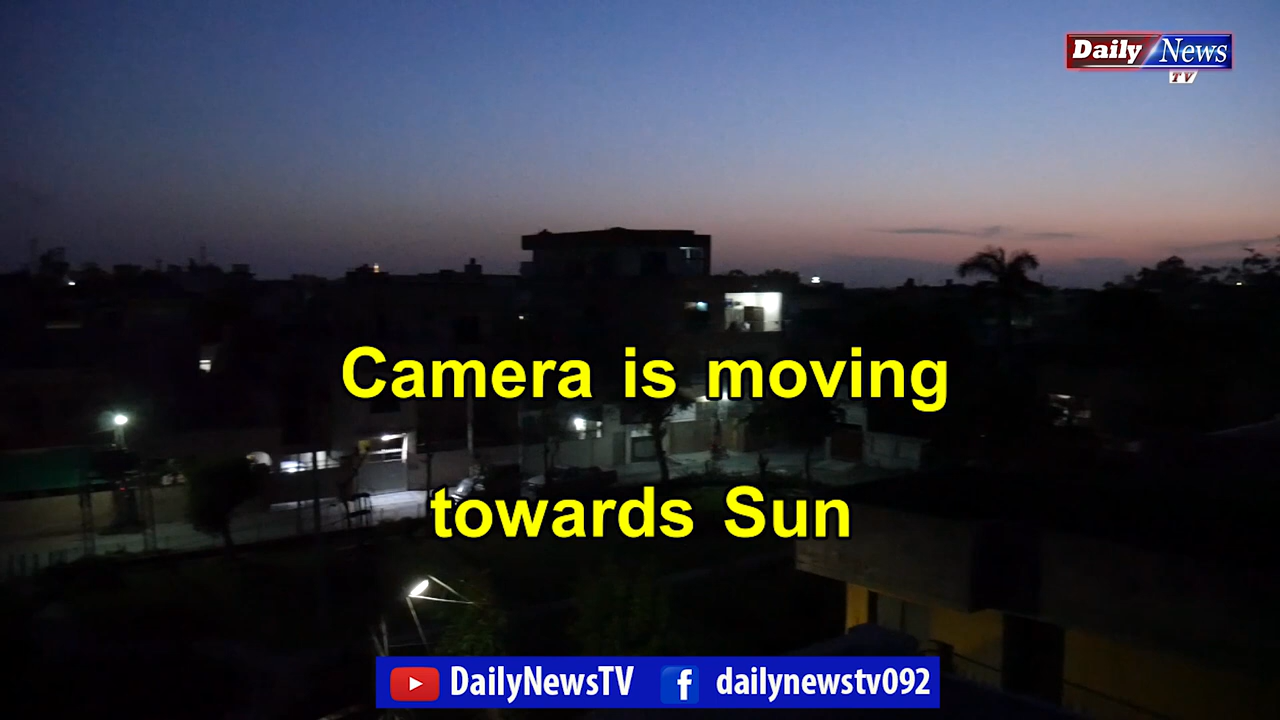 Daily News
TV
Camera is moving
towards Sun
DailyNewsTV dailynewstv092